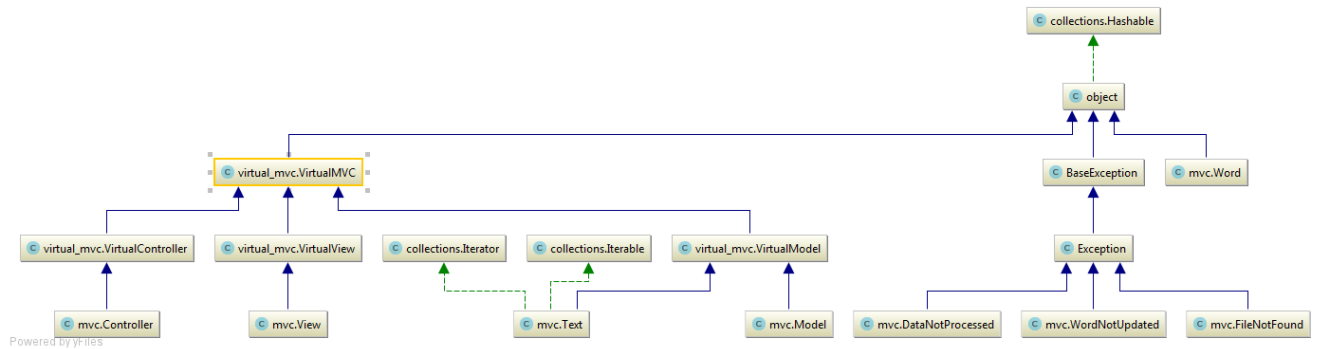 C collections.Hashable
C object
C virtual_mvc.VirtualMVC
C BaseException
C mvc.Word
C virtual_mvc.VirtualController
C virtual_mvc.VirtualView
C collections.Iterator
C collections.Iterable
C virtual_mvc.VirtualModel
C Exception
C mvc.Controller
C mvc.View
C mvc.Text
C mvc.Model
C mvc.DataNotProcessed
C mvc.WordNotUpdated
C mvc.FileNotFound
Powered by yFiles